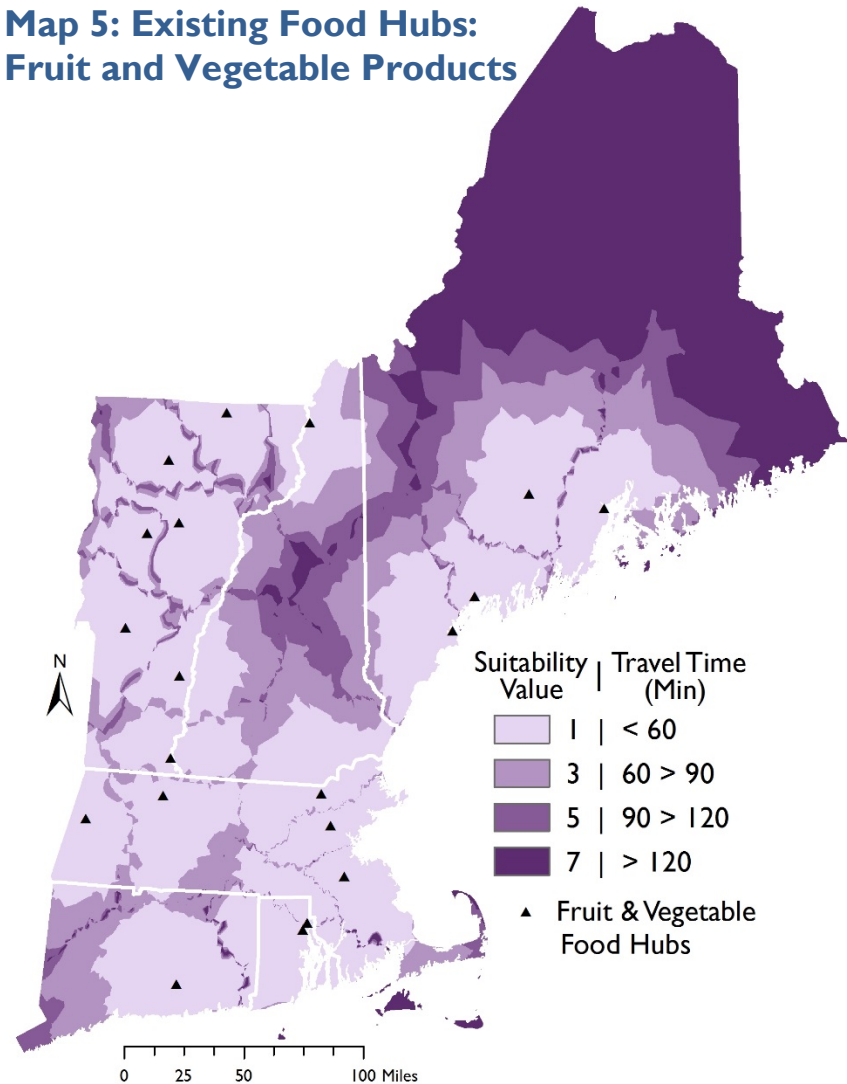 Map 5: Existing Food Hubs:
Fruit and Vegetable Products
N
Suitability | Travel Time
Value (Min)
1 | < 60
3 | 60 > 90
5 | 90 > 120
7 | > 120
Fruit & Vegetable
Food Hubs
0 25 50 100 Miles